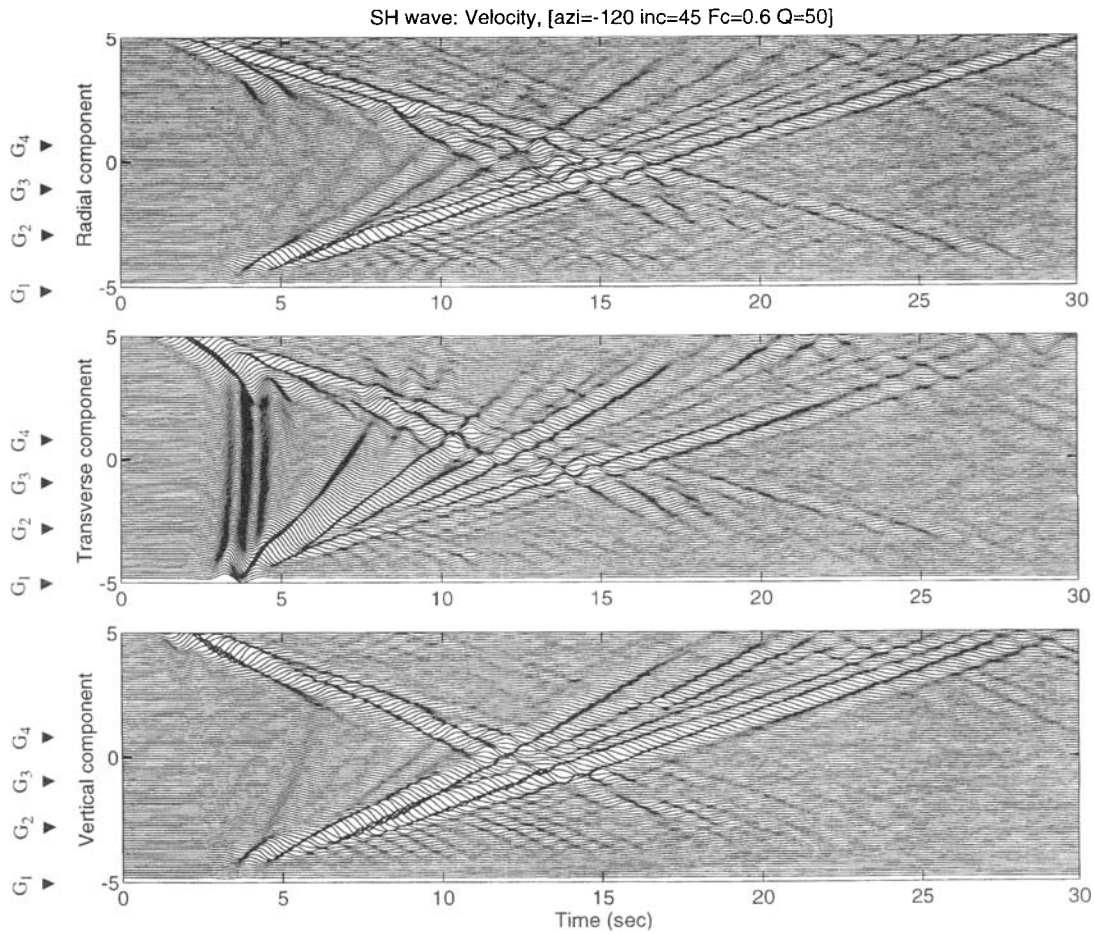 SH wave: Velocity, [azi=-120 inc=45 Fc=0.6 Q=50]
5
0
-5
G4
G3
G2
G1
Radial component
0 5 10 15 20 25 30
5
0
-5
G4
G3
G2
G1
Transverse component
0 5 10 15 20 25 30
5
0
-5
G4
G3
G2
G1
Vertical component
0 5 10 15 20 25 30
Time (sec)